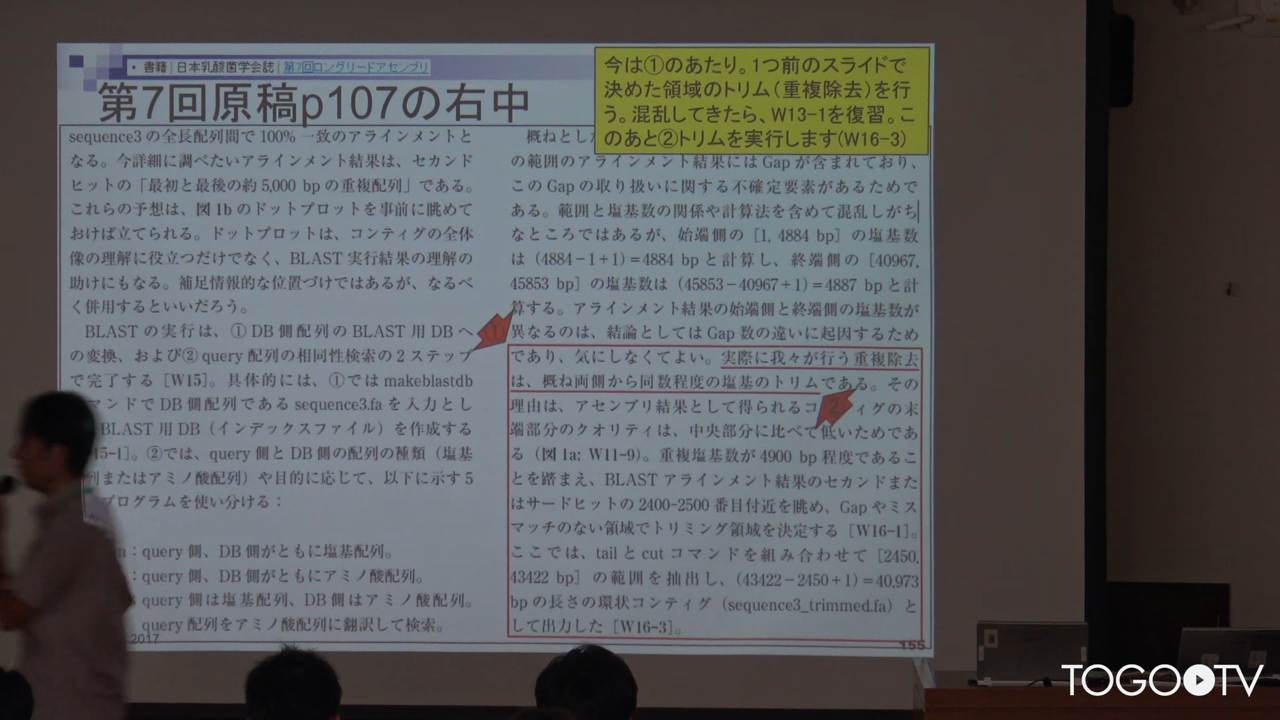 ・書籍 | 日本乳酸菌学会誌 | 第7回ロングリードアセンブリ
第7回原稿p107の右中
今は①のあたり。1つ前のスライドで
決めた領域のトリム(重複除去)を行
う。混乱してきたら、W13-1を復習。こ
のあと②トリムを実行します(W16-3)
sequence3の全長配列間で100%一致のアラインメントと
なる。今詳細に調べたいアラインメント結果は、セカンド
ヒットの「最初と最後の約5,000 bpの重複配列」である。
これらの予想は、図1bのドットプロットを事前に眺めて
おけば立てられる。ドットプロットは、コンティグの全体
像の理解に役立つだけでなく、BLAST実行結果の理解の
助けにもなる。補足情報的な位置づけではあるが、なるべ
く併用するといいだろう。
BLASTの実行は、①DB側配列のBLAST用DBへ
の変換、および②query配列の相同性検索の2ステップ
で完了する[W15]。具体的には、①ではmakeblastdb
マンドでDB側配列であるsequence3.faを入力とし
BLAST用DB(インデックスファイル)を作成する
5-1]。②では、query側とDB側の配列の種類(塩基
列またはアミノ酸配列)や目的に応じて、以下に示す5
プログラムを使い分ける:
n:query側、DB側がともに塩基配列。
:query側、DB側がともにアミノ酸配列。
query側は塩基配列、DB側はアミノ酸配列。
query配列をアミノ酸配列に翻訳して検索。
概ねとした
の範囲のアラインメント結果にはGapが含まれており、
このGapの取り扱いに関する不確定要素があるためで
ある。範囲と塩基数の関係や計算法を含めて混乱しがち
なところではあるが、始端側の[1, 4884 bp]の塩基数
は(4884-1+1)=4884 bpと計算し、終端側の[40967,
45853 bp]の塩基数は(45853-40967+1)=4887 bpと計
算する。アラインメント結果の始端側と終端側の塩基数が
異なるのは、結論としてはGap数の違いに起因するため
であり、気にしなくてよい。実際に我々が行う重複除去
は、概ね両側から同数程度の塩基のトリムである。その
理由は、アセンブリ結果として得られるコンティグの末
端部分のクオリティは、中央部分に比べて低いためであ
る(図1a: W11-9)。重複塩基数が4900 bp程度であるこ
とを踏まえ、BLASTアラインメント結果のセカンドまた
はサードヒットの2400-2500番目付近を眺め、Gapやミス
マッチのない領域でトリミング領域を決定する[W16-1]。
ここでは、tailとcutコマンドを組み合わせて[2450,
43422 bp]の範囲を抽出し、(43422-2450+1)=40,973
bpの長さの環状コンティグ(sequence3_trimmed.fa)と
して出力した[W16-3]。
①
②
2017
155
TOGOTV